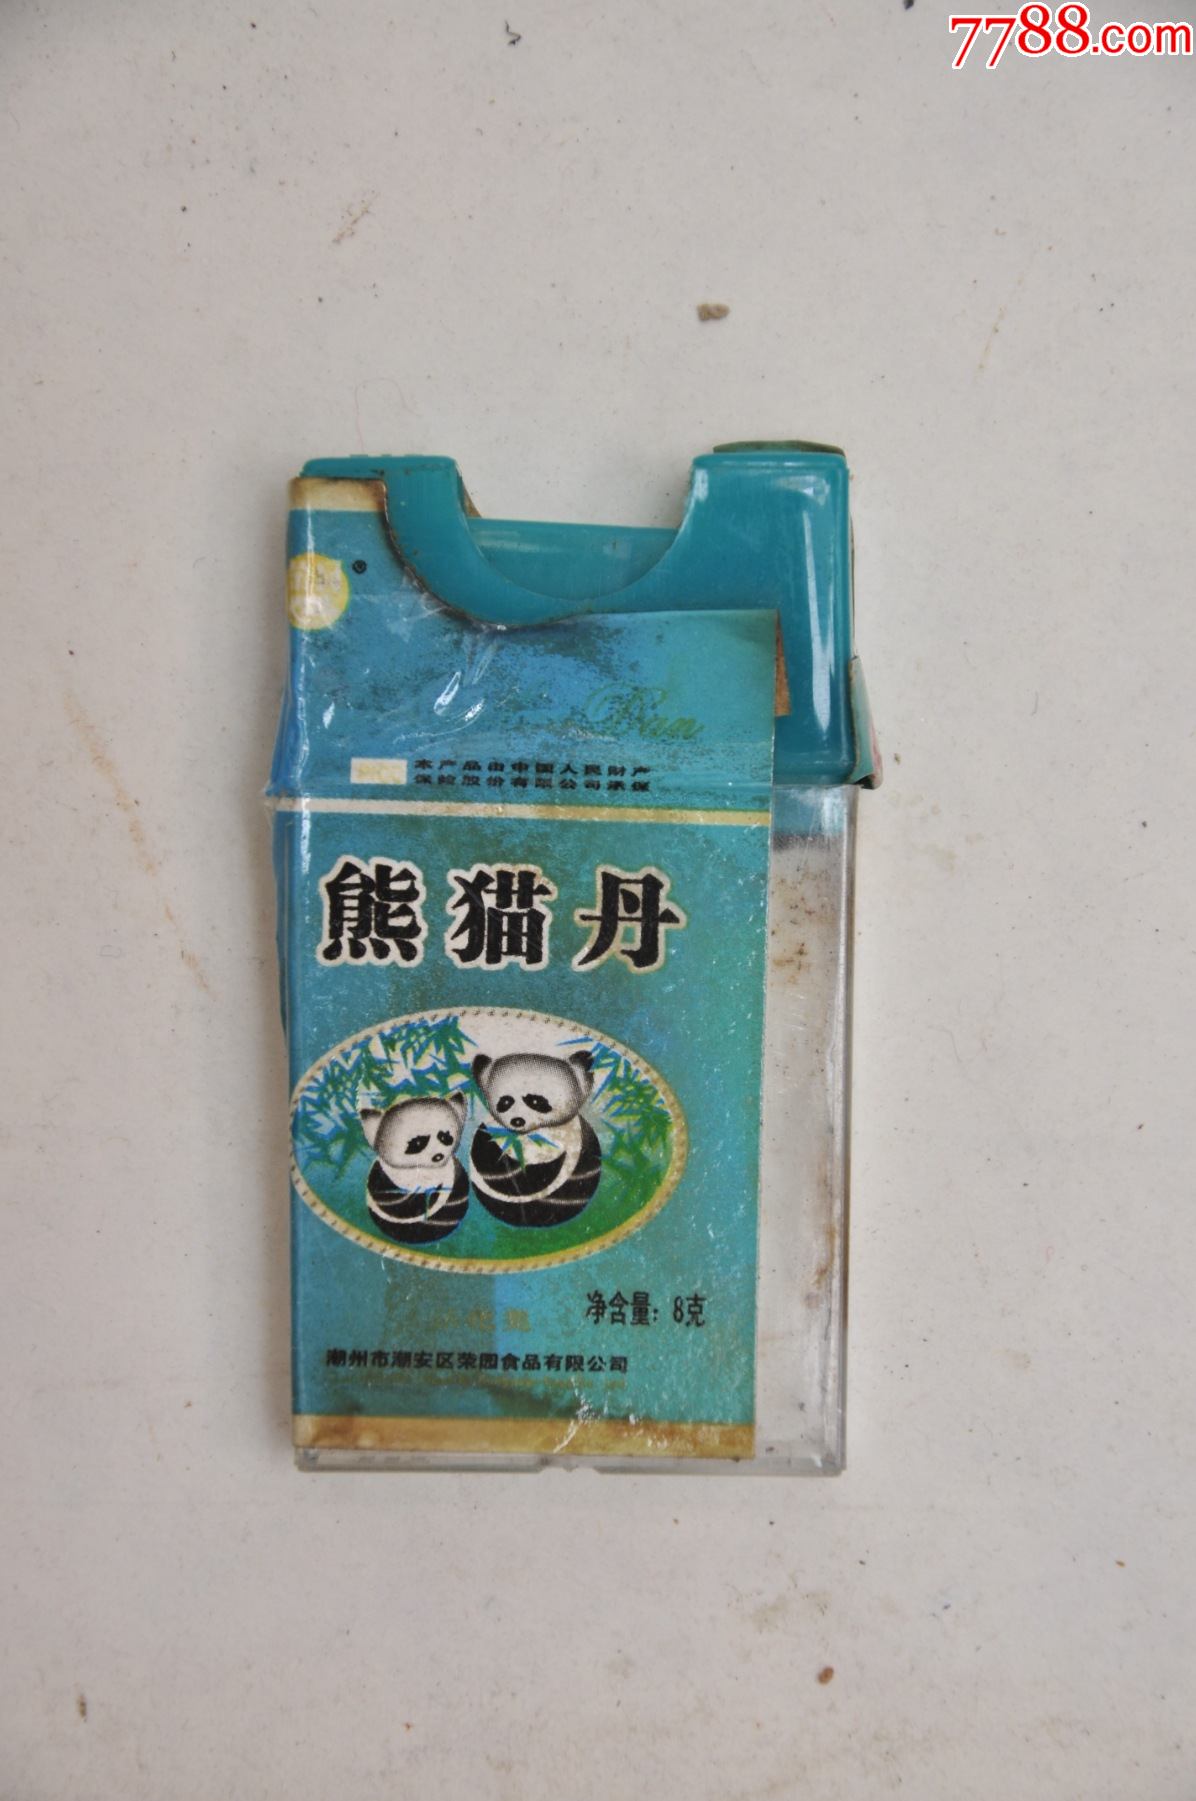 7788.com
®
Dan
本产品由中国人民财产
保险股份有限公司承保
熊猫丹
净含量：8克
潮州市潮安区荣园食品有限公司